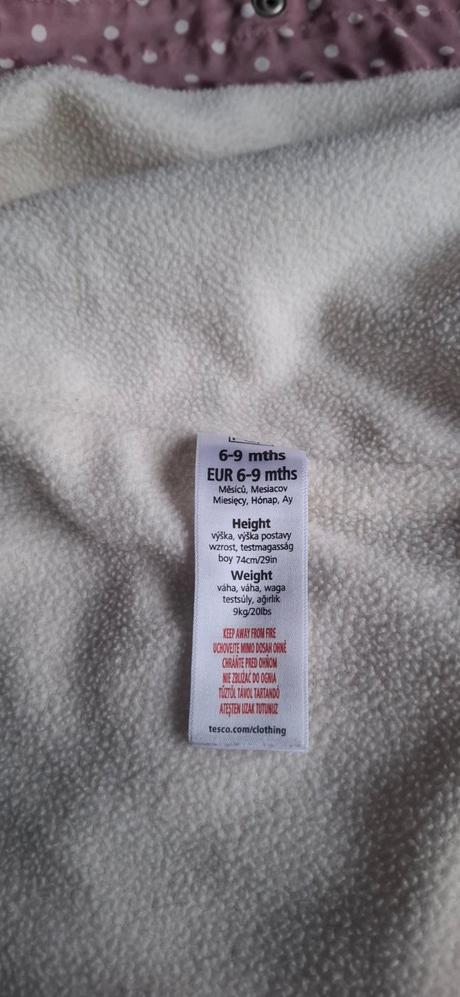 6-9 mths
EUR 6-9 mths
Měsíců, Mesiacov
Miesięcy, Hónap, Ay
Height
výška, výška postavy
wzrost, testmagasság
boy 74cm/29in
Weight
váha, váha, waga
testsúly, ağırlık
9kg/20lbs
KEEP AWAY FROM FIRE
UCHOVEJTE MIMO DOSAH OHNĚ
CHRÁŇTE PRED OHŇOM
NIE ZBLIŻAĆ DO OGNIA
TŰZTŐL TÁVOL TARTANDÓ
ATEŞTEN UZAK TUTUNUZ
tesco.com/clothing